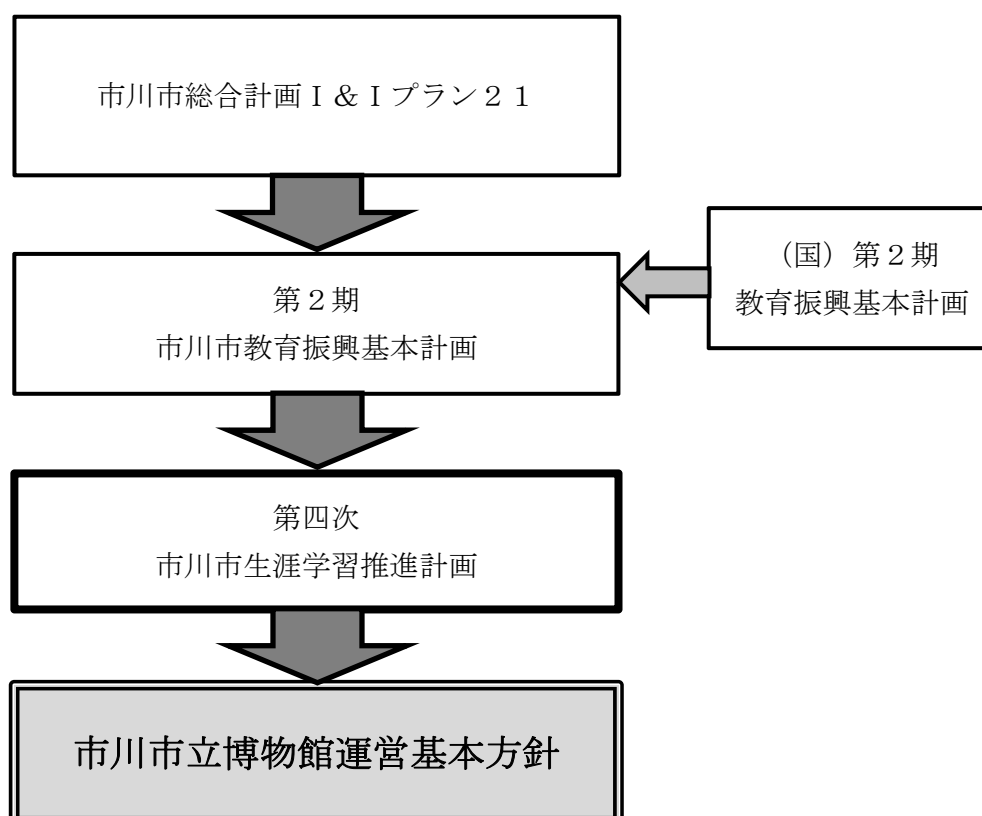 市川市総合計画Ｉ＆Ｉプラン２１
（国）第２期
教育振興基本計画
第２期
市川市教育振興基本計画
第四次
市川市生涯学習推進計画
市川市立博物館運営基本方針